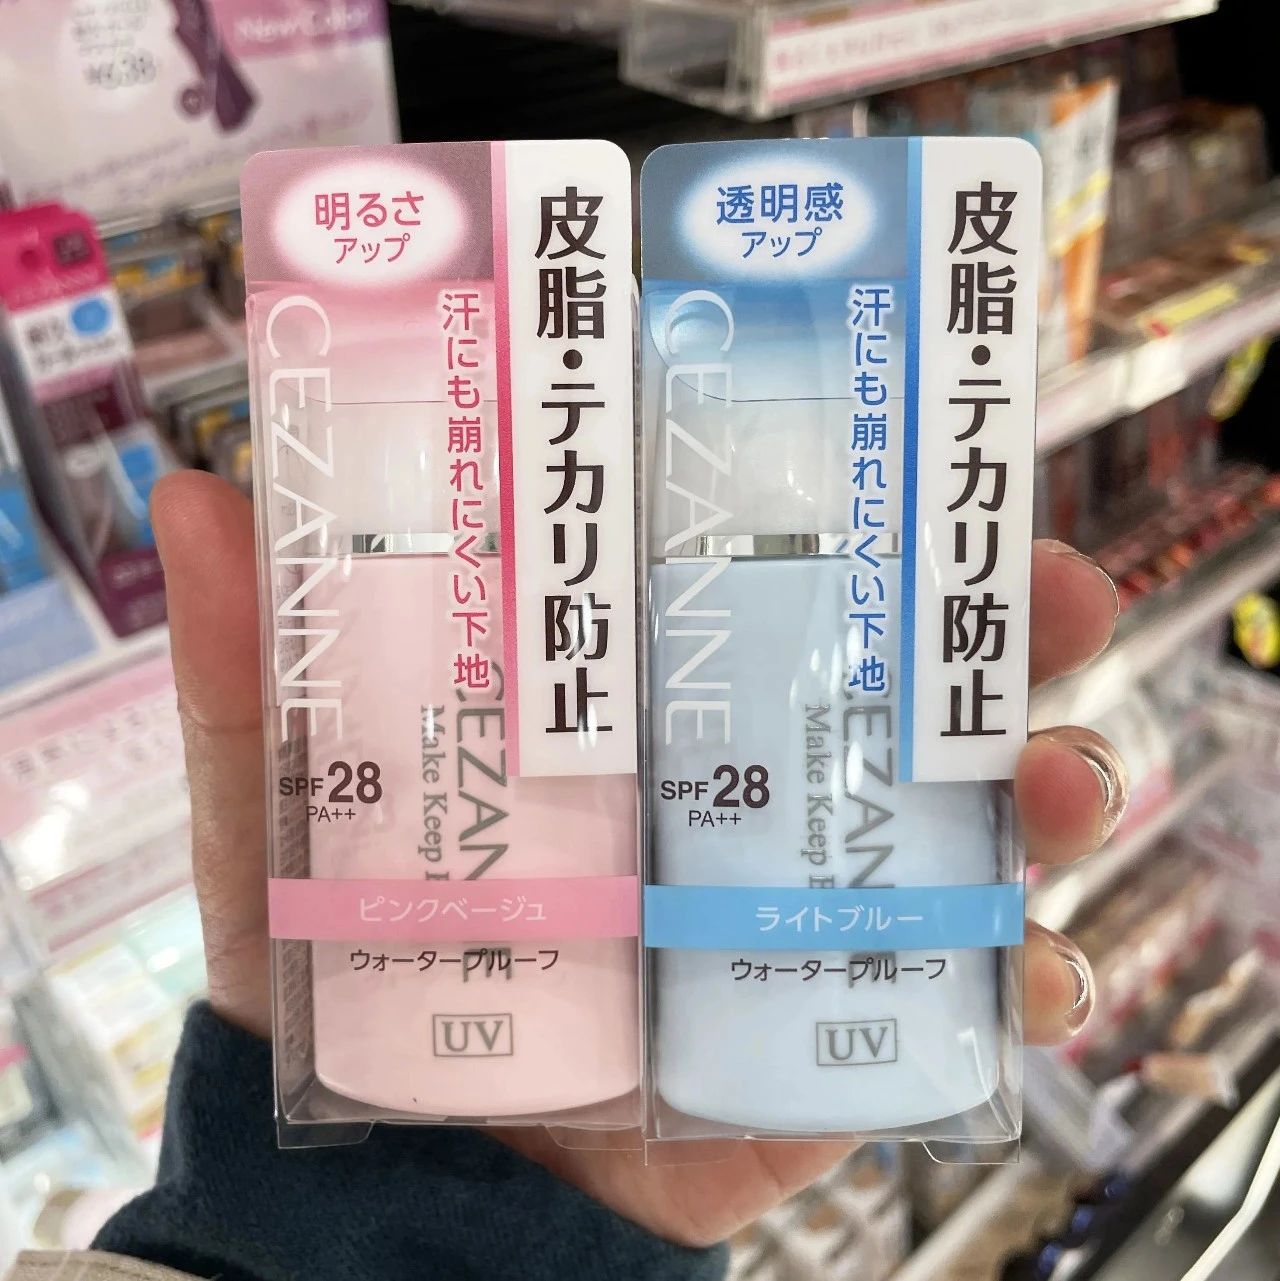 New Color
明るさ
アップ
皮脂・テカリ防止
汗にも崩れにくい下地
CEZANNE
CEZAN
Make Keep
SPF28
PA++
ピンクベージュ
ウォータープルーフ
UV
透明感
アップ
皮脂・テカリ防止
汗にも崩れにくい下地
CEZANNE
CEZAN
Make Keep
SPF28
PA++
ライトブルー
ウォータープルーフ
UV